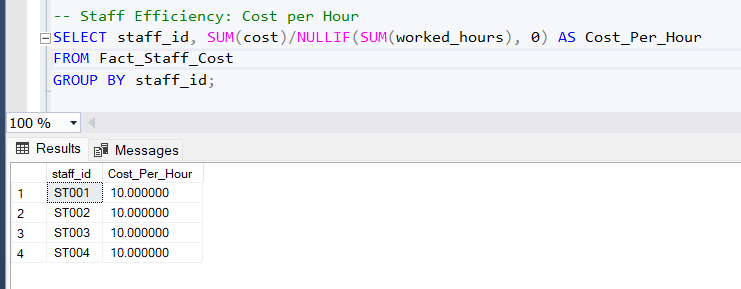 -- Staff Efficiency: Cost per Hour
SELECT staff_id, SUM(cost)/NULLIF(SUM(worked_hours), 0) AS Cost_Per_Hour
FROM Fact_Staff_Cost
GROUP BY staff_id;
100 %
Results Messages
staff_id Cost_Per_Hour
1 ST001 10.000000
2 ST002 10.000000
3 ST003 10.000000
4 ST004 10.000000